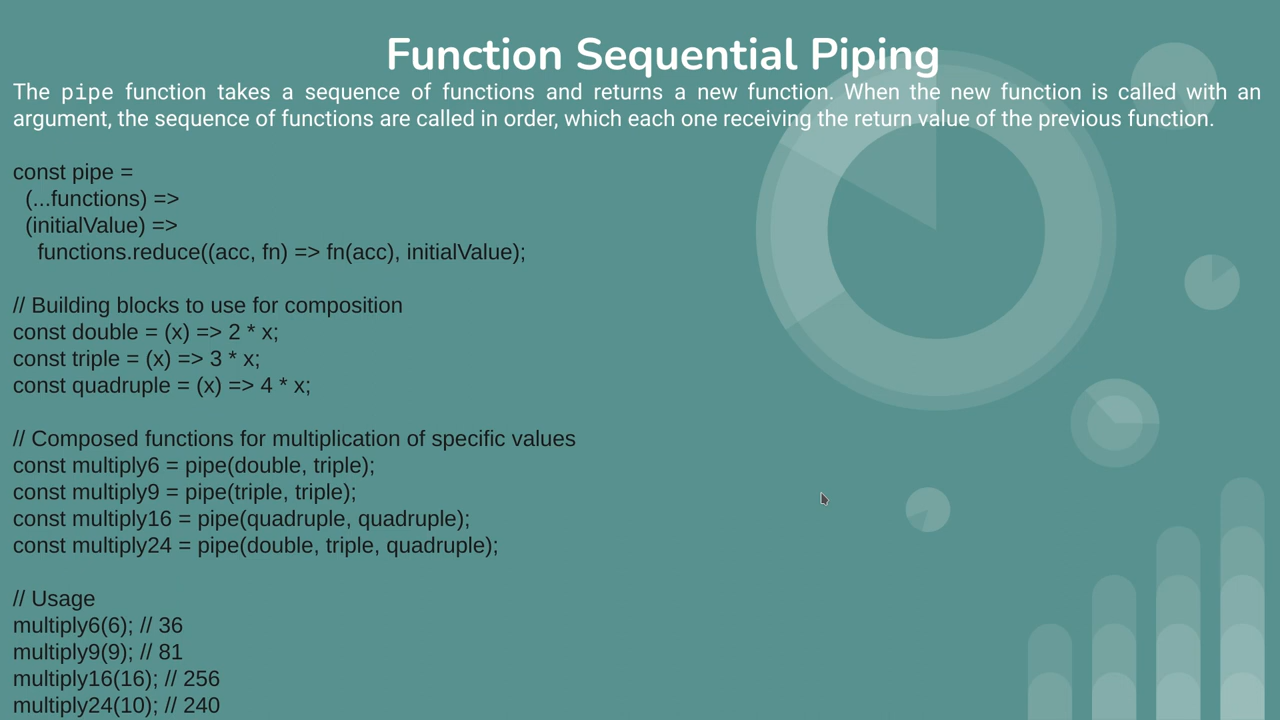 Function Sequential Piping
The pipe function takes a sequence of functions and returns a new function. When the new function is called with an
argument, the sequence of functions are called in order, which each one receiving the return value of the previous function.
const pipe =
(...functions) =>
(initialValue) =>
functions.reduce((acc, fn) => fn(acc), initialValue);
// Building blocks to use for composition
const double = (x) => 2 * x;
const triple = (x) => 3 * x;
const quadruple = (x) => 4 * x;
// Composed functions for multiplication of specific values
const multiply6 = pipe(double, triple);
const multiply9 = pipe(triple, triple);
const multiply16 = pipe(quadruple, quadruple);
const multiply24 = pipe(double, triple, quadruple);
// Usage
multiply6(6); // 36
multiply9(9); // 81
multiply16(16); // 256
multiply24(10); // 240